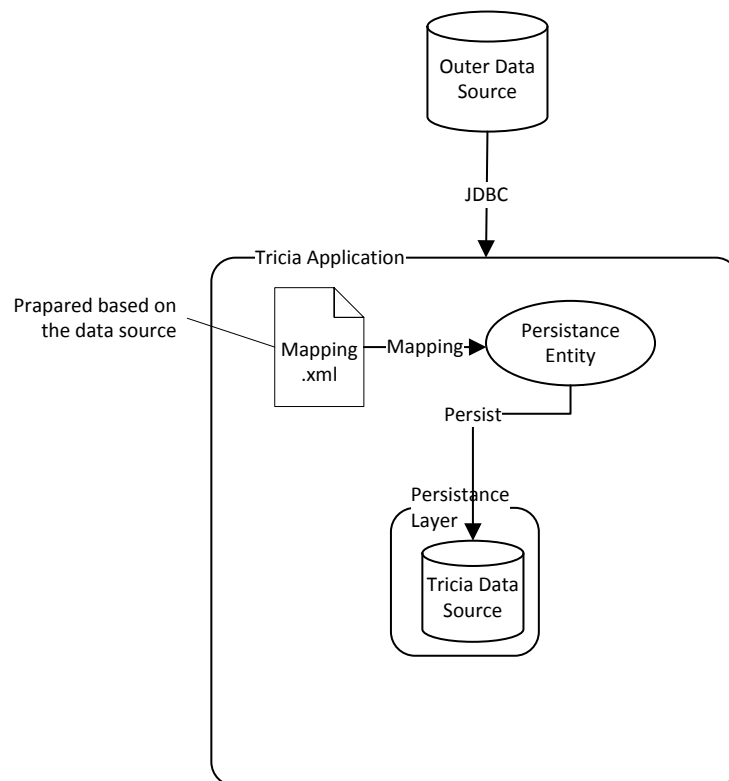 Outer Data
Source
JDBC
Tricia Application
Prapared based on
the data source
Mapping
.xml
Mapping
Persistance
Entity
Persist
Persistance
Layer
Tricia Data
Source